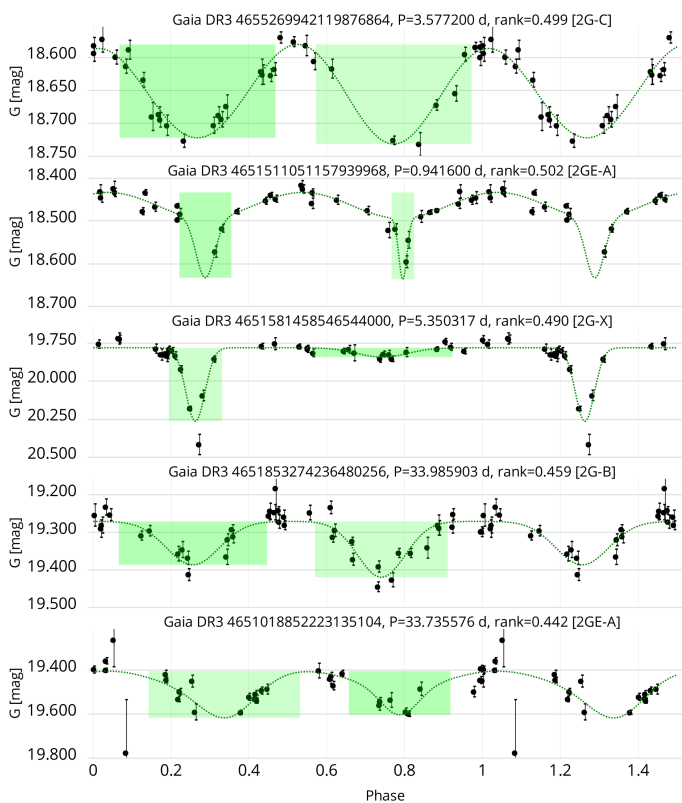 Gaia DR3 4655269942119876864, P=3.577200 d, rank=0.499 [2G-C]
18.600
18.650
18.700
18.750
G [mag]
Gaia DR3 4651511051157939968, P=0.941600 d, rank=0.502 [2GE-A]
18.400
18.500
18.600
18.700
G [mag]
Gaia DR3 4651581458546544000, P=5.350317 d, rank=0.490 [2G-X]
19.750
20.000
20.250
20.500
G [mag]
Gaia DR3 4651853274236480256, P=33.985903 d, rank=0.459 [2G-B]
19.200
19.300
19.400
19.500
G [mag]
Gaia DR3 4651018852223135104, P=33.735576 d, rank=0.442 [2GE-A]
19.400
19.600
19.800
G [mag]
0 0.2 0.4 0.6 0.8 1 1.2 1.4
Phase